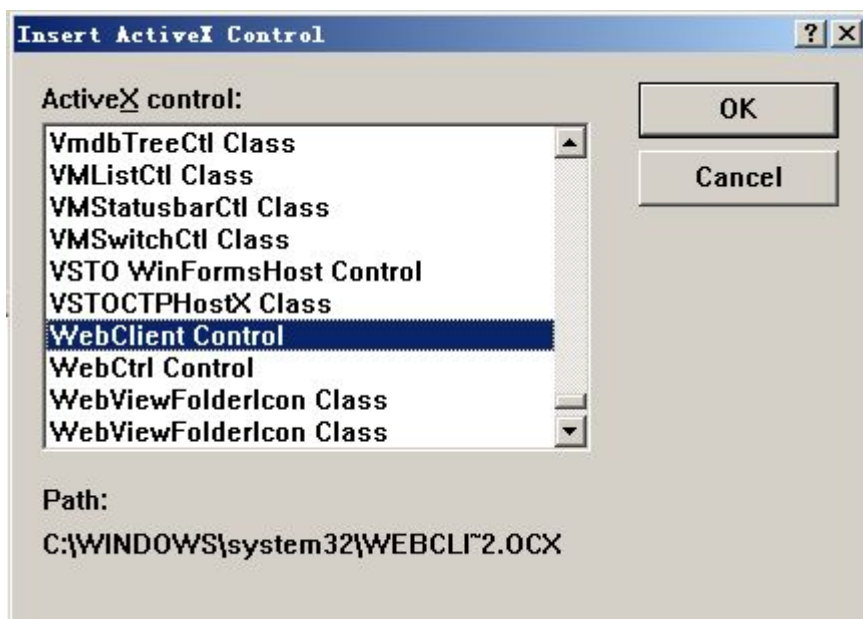 Insert ActiveX Control
ActiveX control:
OK
Cancel
VmdbTreeCtl Class
VMListCtl Class
VMStatusbarCtl Class
VMSwitchCtl Class
VSTO WinFormsHost Control
VSTOCTPHostX Class
WebClient Control
WebCtrl Control
WebViewFolderIcon Class
WebViewFolderIcon Class
Path:
C:\WINDOWS\system32\WEBCLI~2.OCX